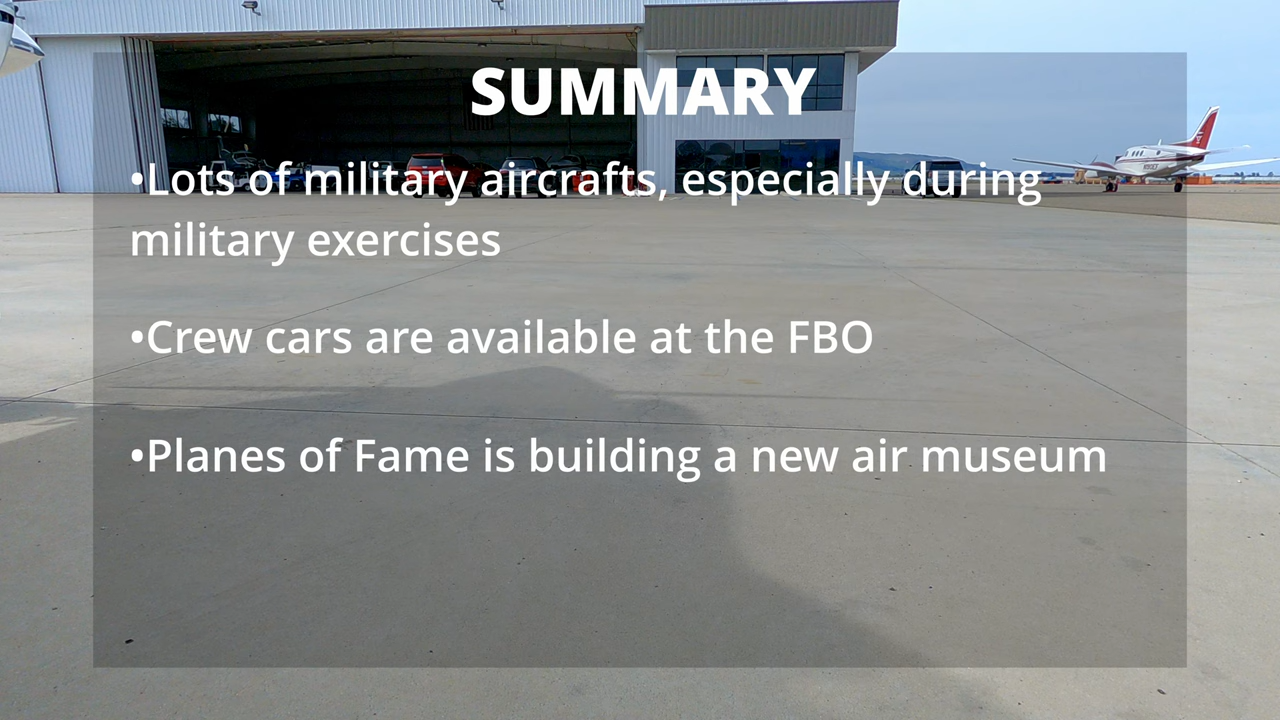 SUMMARY
•Lots of military aircrafts, especially during
military exercises
•Crew cars are available at the FBO
•Planes of Fame is building a new air museum